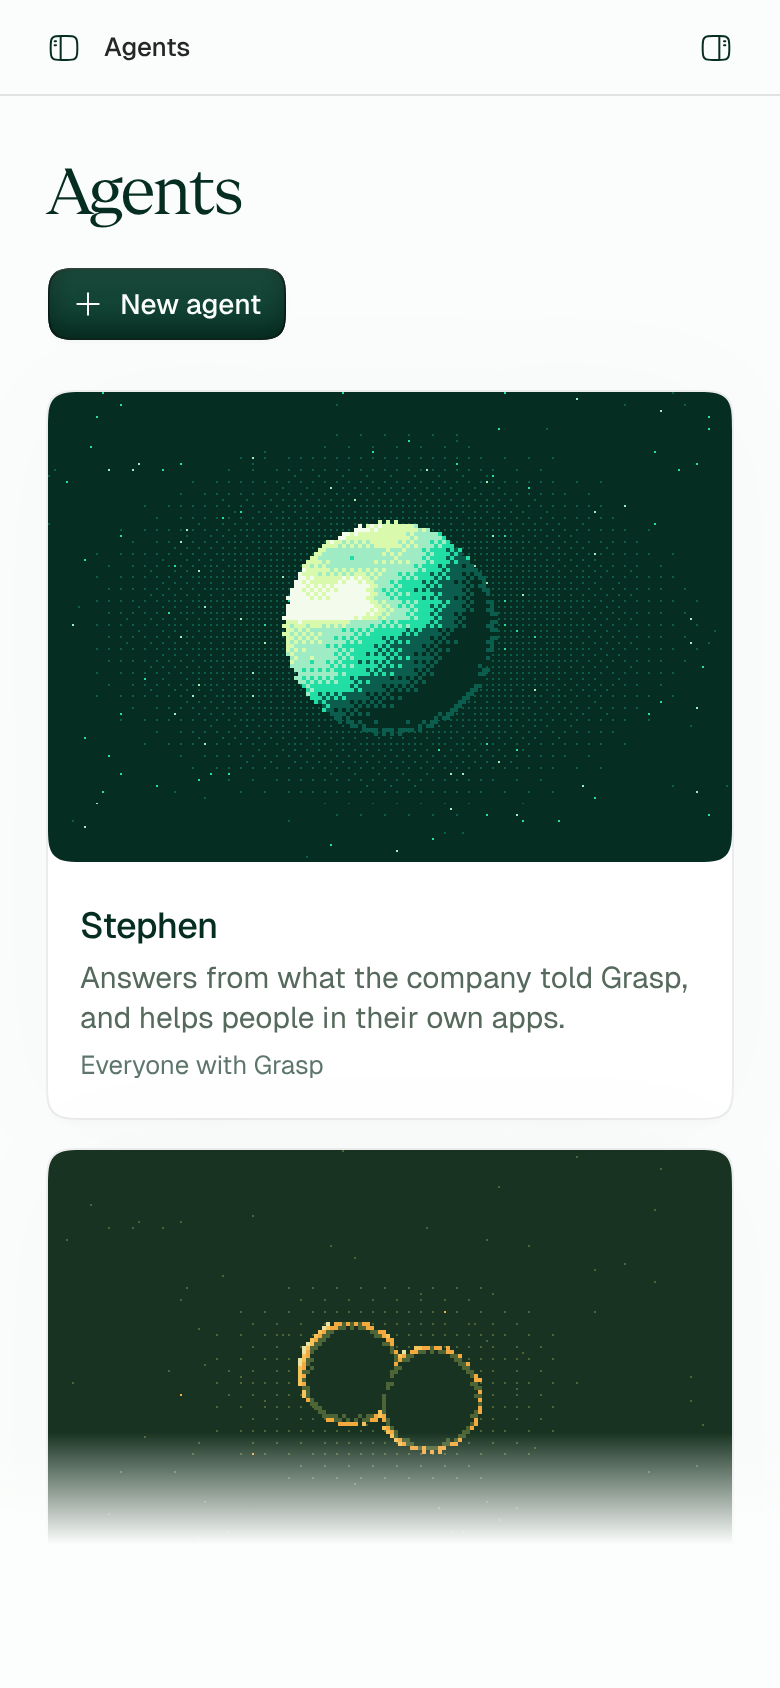 Agents
Agents
New agent
Stephen
Answers from what the company told Grasp,
and helps people in their own apps.
Everyone with Grasp